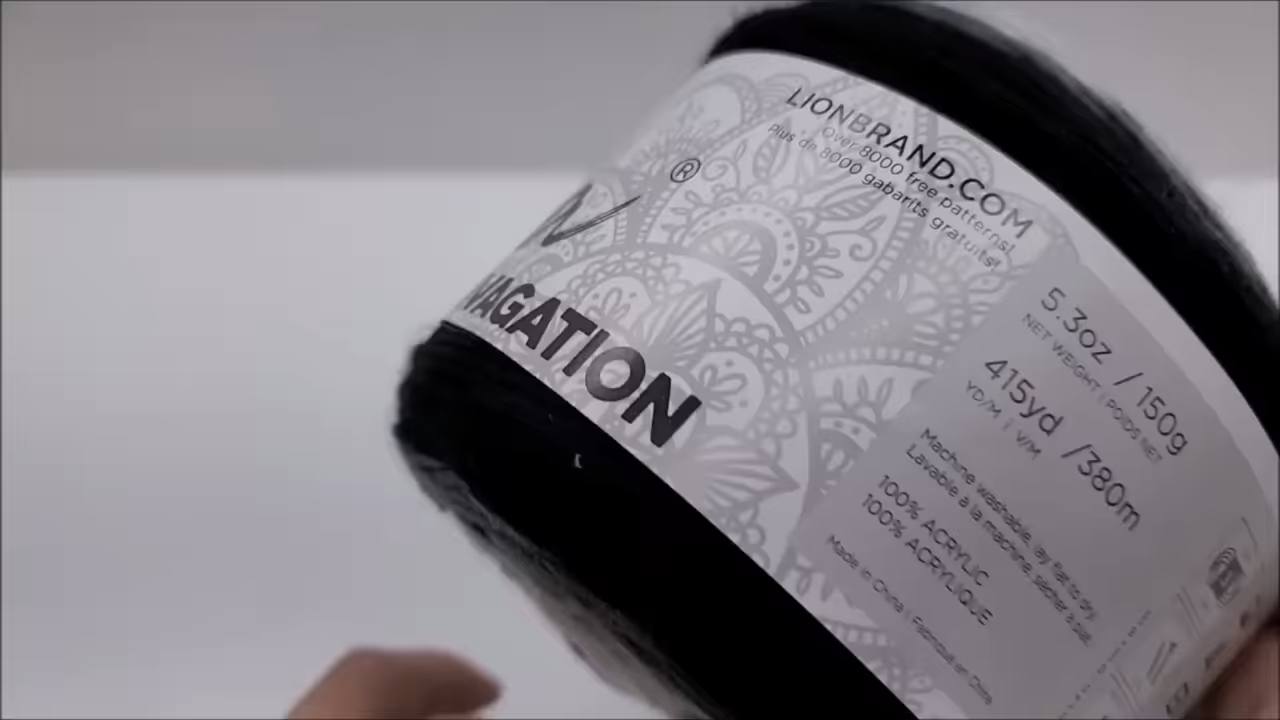 LIONBRAND.COM
Over 8000 free patterns!
Plus de 8000 gabarits gratuits!
®
VAGATION
5.3oz / 150g
NET WEIGHT | POIDS NET
415yd /380m
YD/M | V/M
Machine washable, lay flat to dry.
Lavable à la machine, sécher à plat.
100% ACRYLIC
100% ACRYLIQUE
Made in China | Fabriqué en Chine